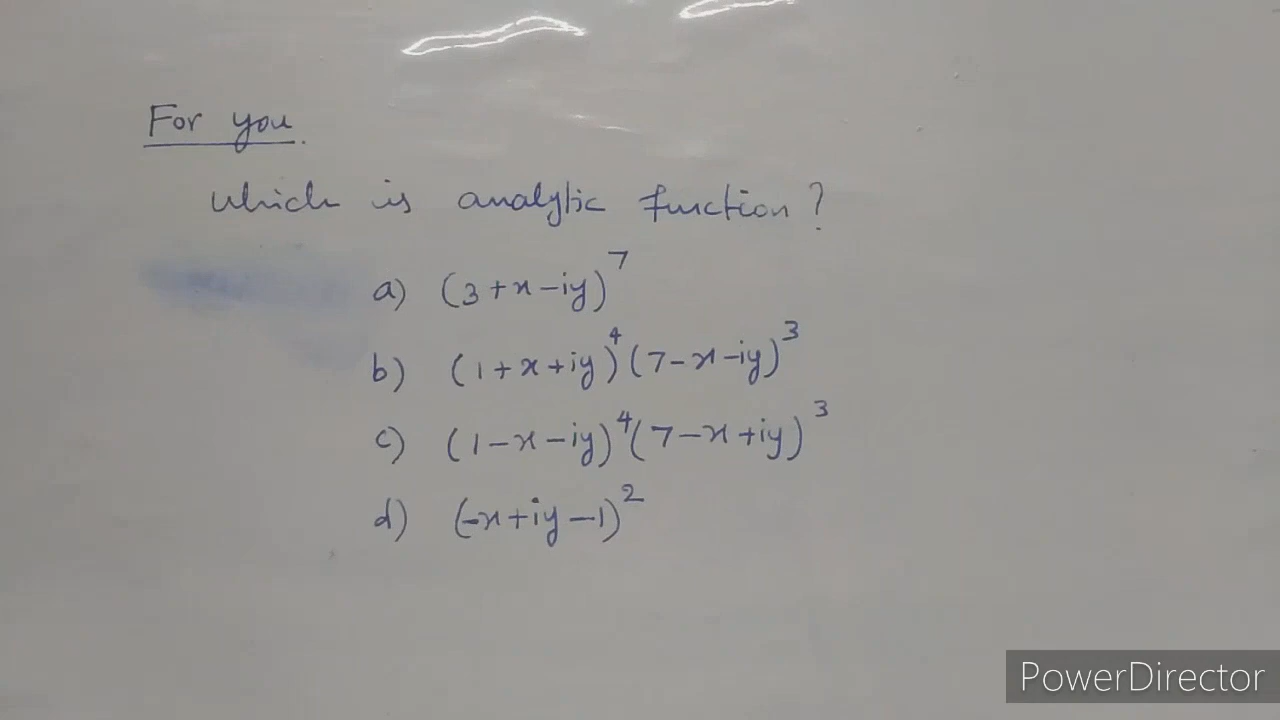 For you.
which is analytic function?
a) (3+x-iy)⁷
b) (1+x+iy)⁴(7-x-iy)³
c) (1-x-iy)⁴(7-x+iy)³
d) (-x+iy-1)²
PowerDirector